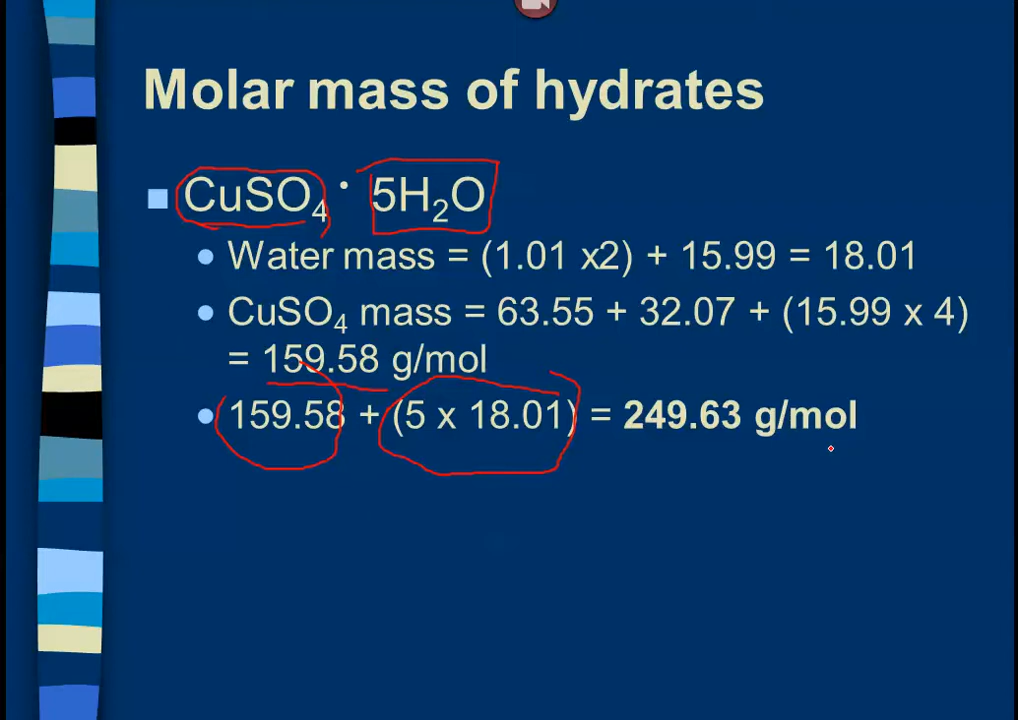 Molar mass of hydrates
CuSO₄ · 5H₂O
Water mass = (1.01 x2) + 15.99 = 18.01
CuSO₄ mass = 63.55 + 32.07 + (15.99 x 4)
= 159.58 g/mol
159.58 + (5 x 18.01) = 249.63 g/mol